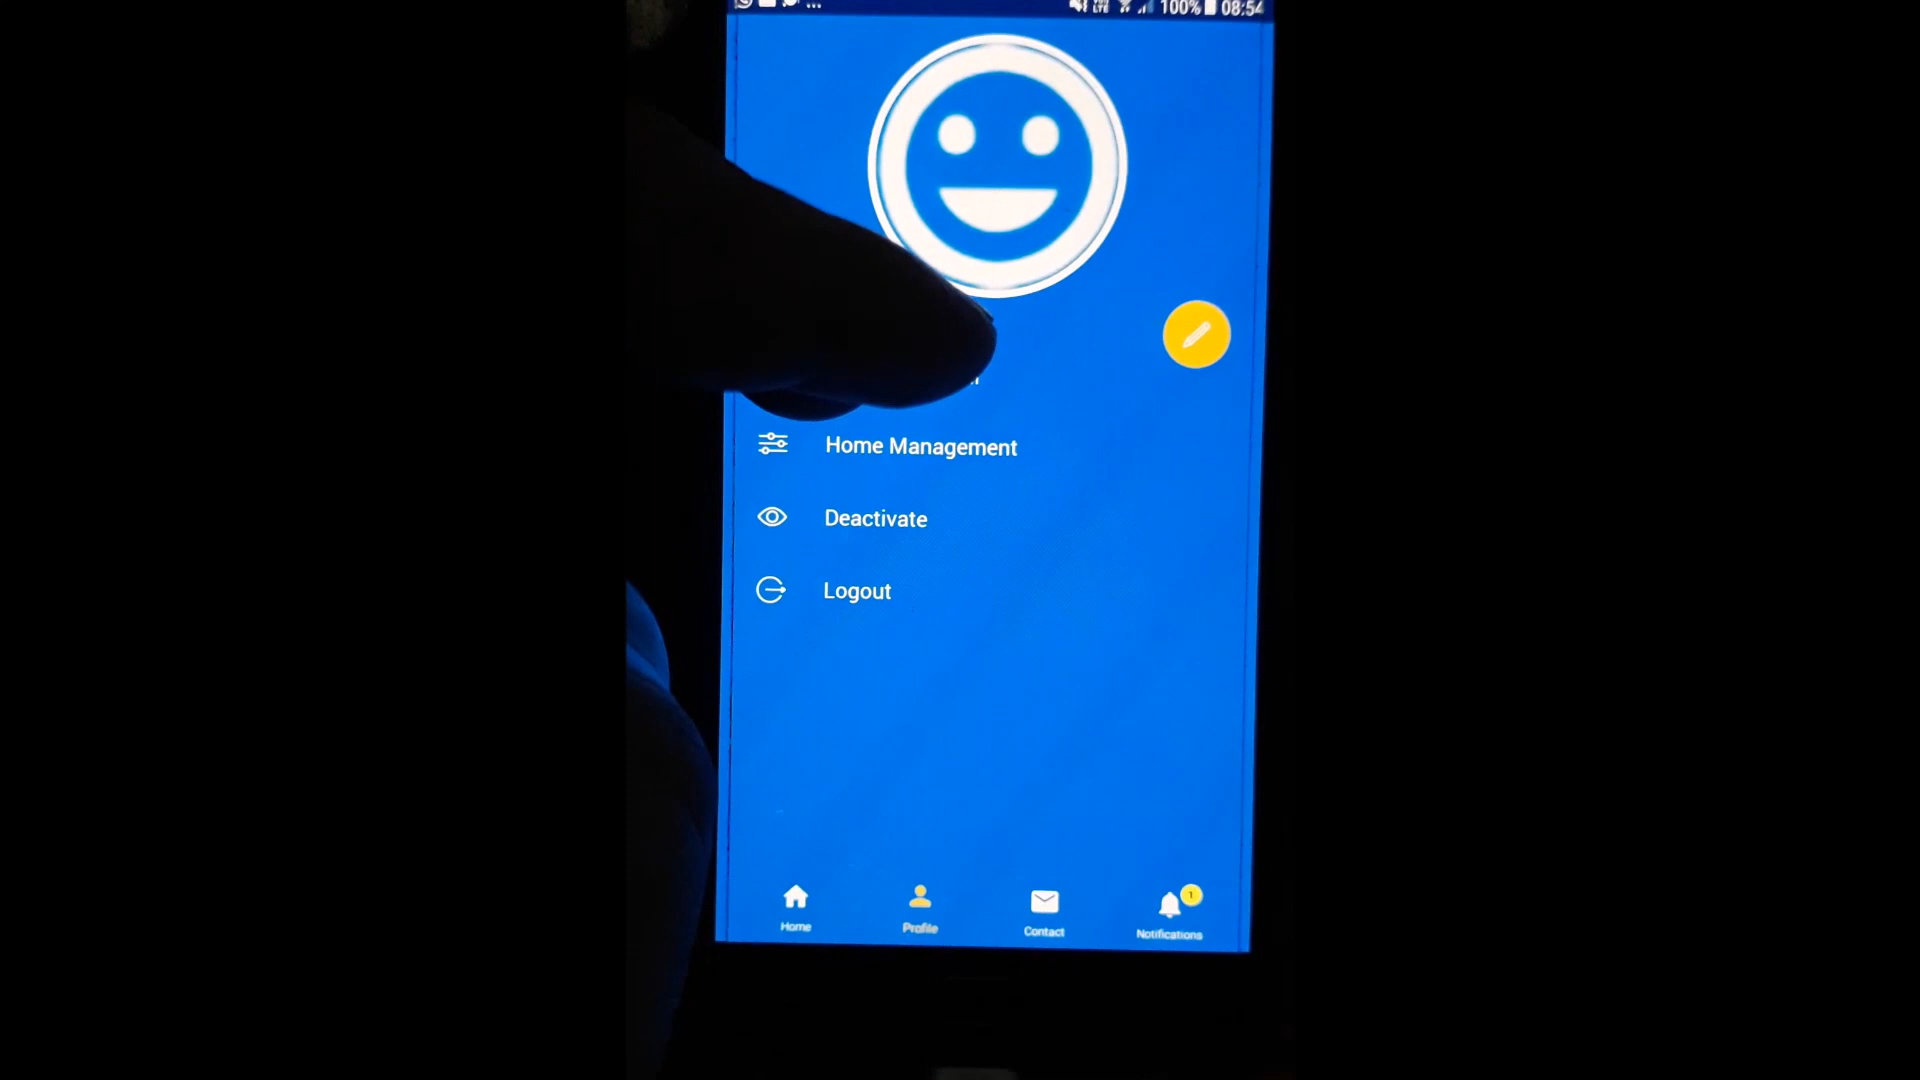 100% 08:54
Home Management
Deactivate
Logout
Home
Profile
Contact
1
Notifications